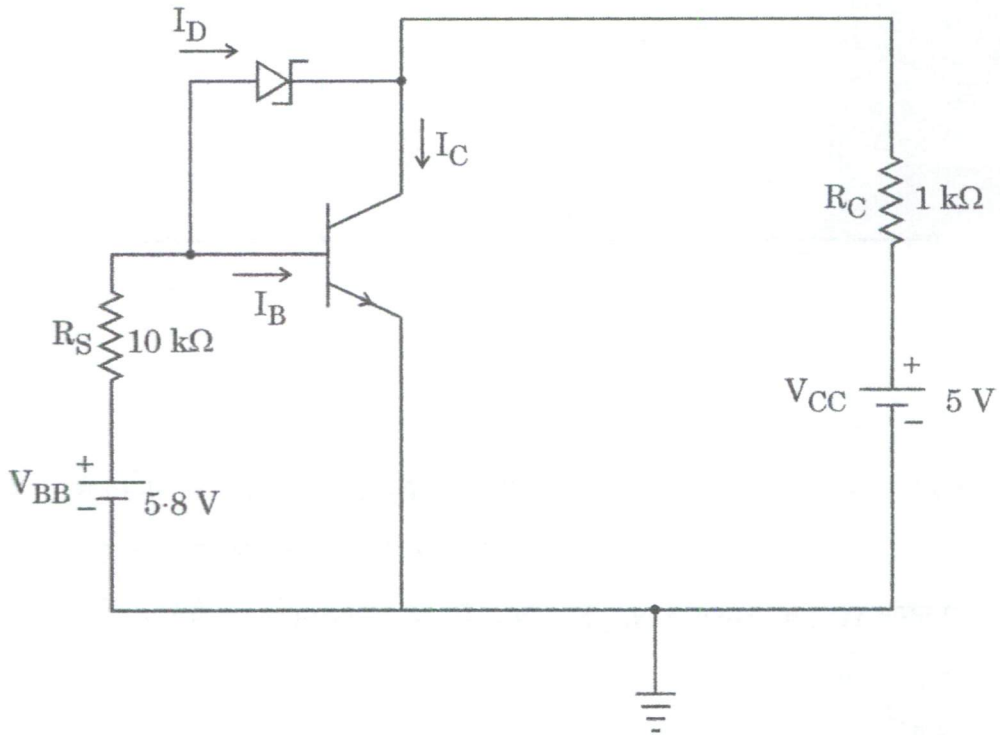 I_D
I_C
R_C 1 kΩ
I_B
R_S 10 kΩ
+
V_CC 5 V
−
+
V_BB 5·8 V
−